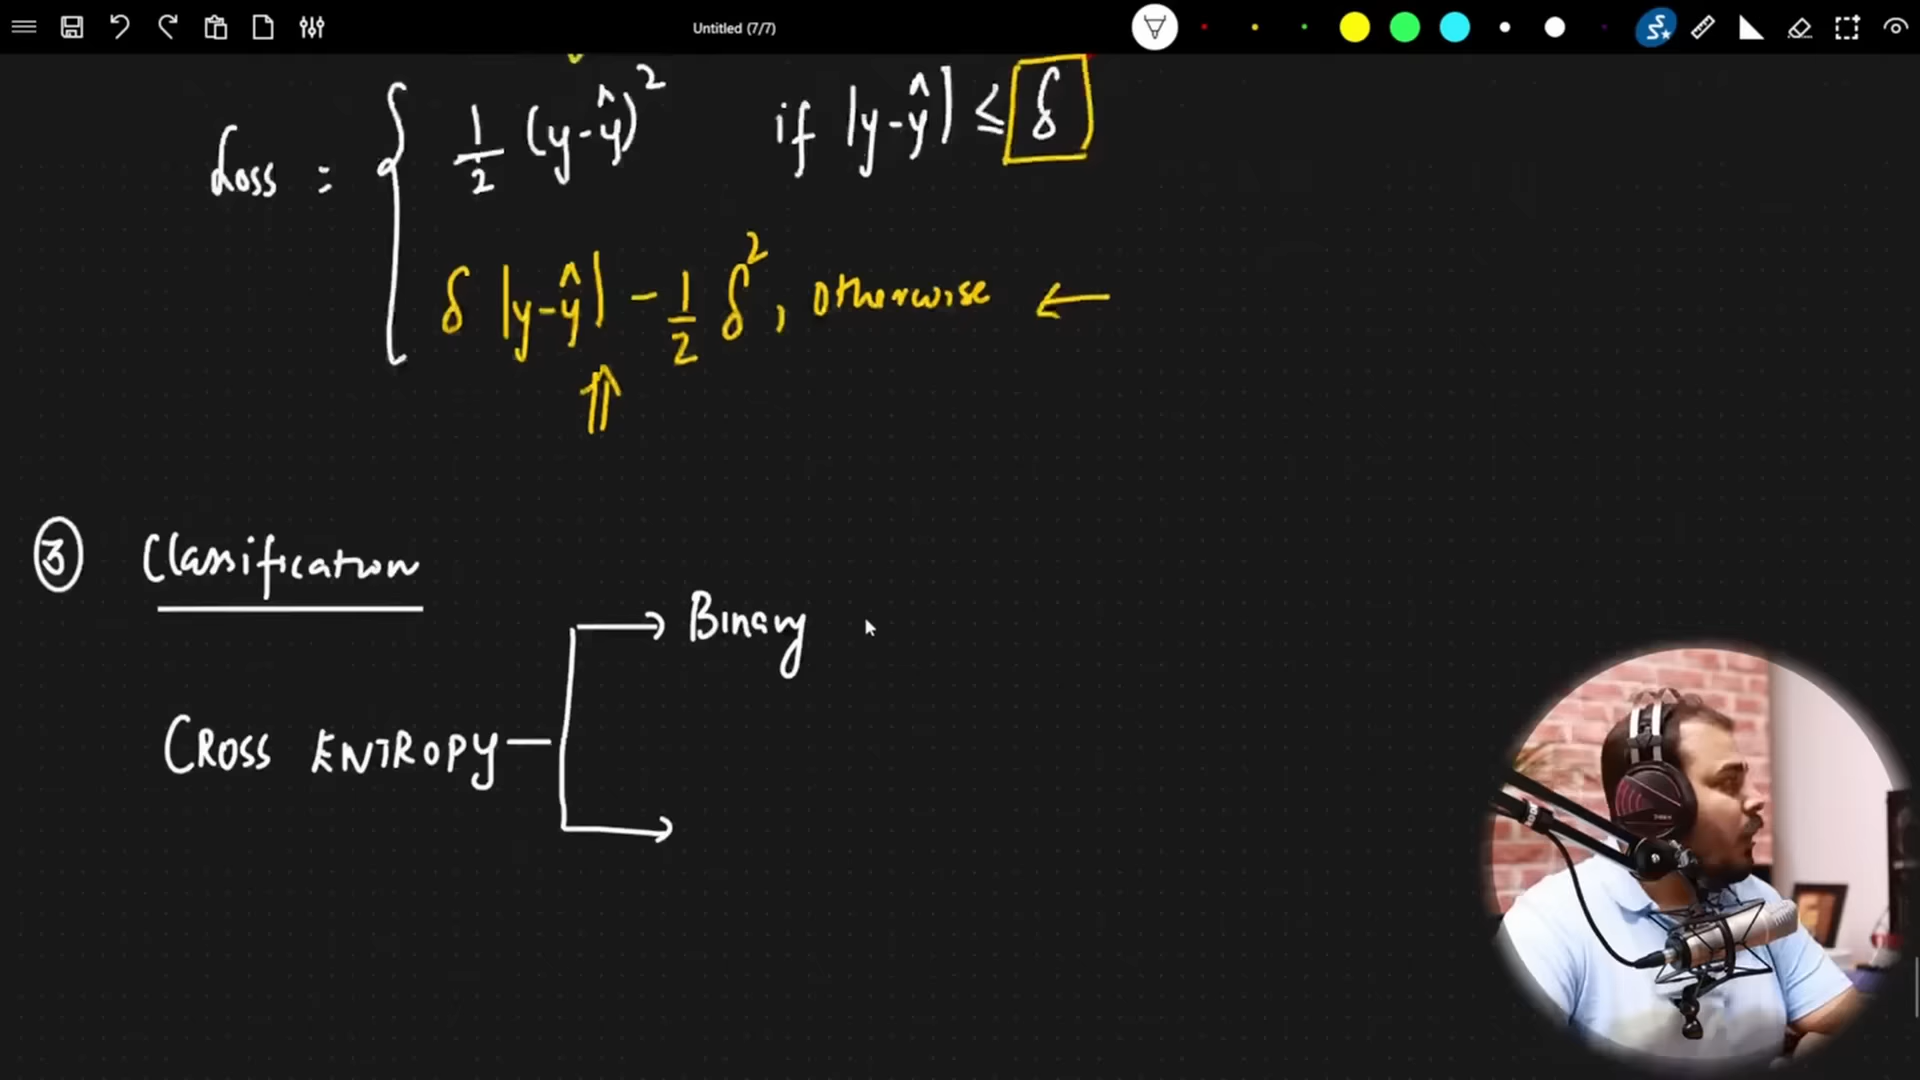 Untitled (7/7)
Loss = { 1/2 (y-ŷ)² if |y-ŷ| ≤ δ
δ |y-ŷ| - 1/2 δ², otherwise ←
③ Classification
→ Binary
CROSS ENTROPY